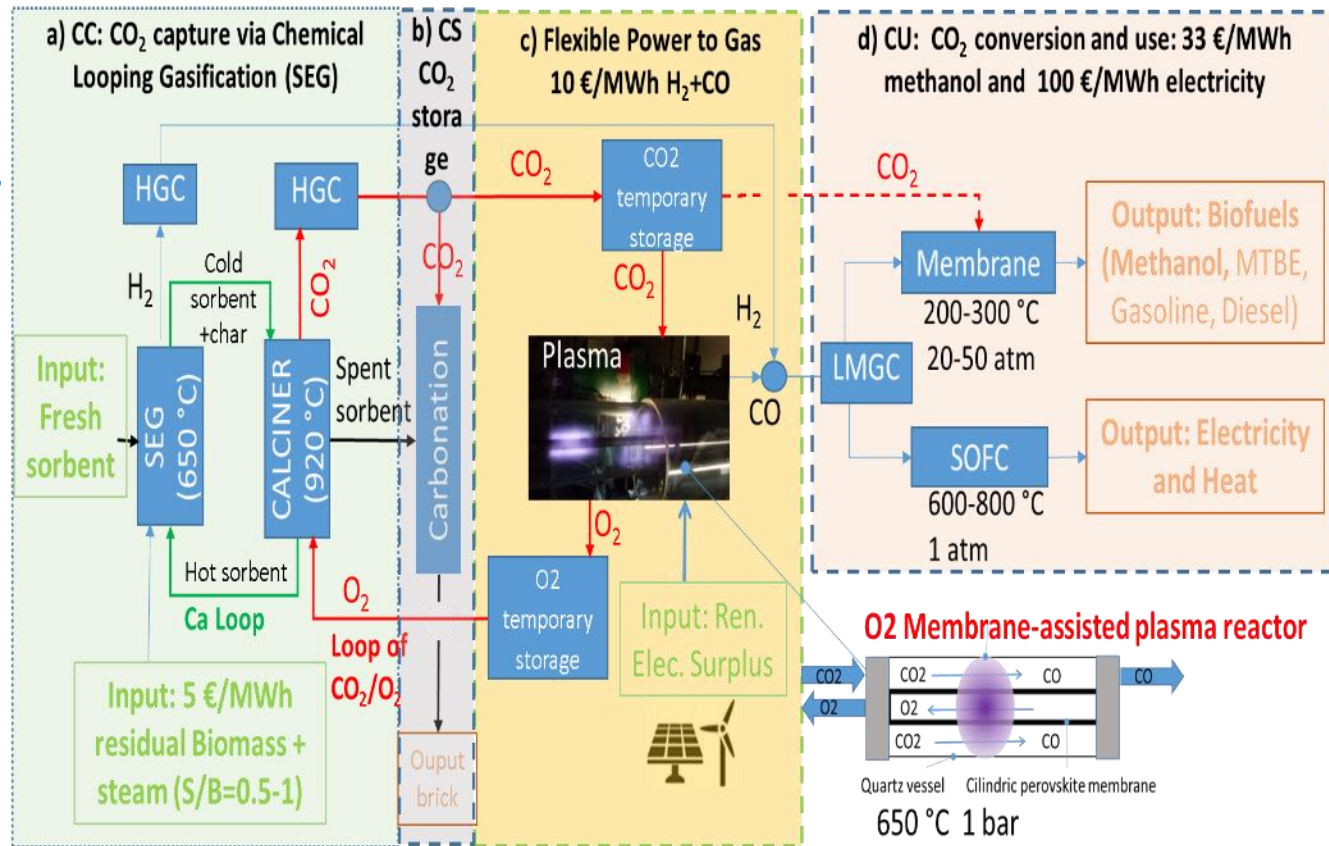 a) CC: CO₂ capture via Chemical
Looping Gasification (SEG)
HGC
HGC
H₂
Cold
sorbent
+char
CO₂
Input:
Fresh
sorbent
SEG
(650 °C)
CALCINER
(920 °C)
Spent
sorbent
Hot sorbent
Ca Loop
O₂
Loop of
CO₂/O₂
Input: 5 €/MWh
residual Biomass +
steam (S/B=0.5-1)
b) CS
CO₂
stora
ge
CO₂
Carbonation
Ouput
brick
c) Flexible Power to Gas
10 €/MWh H₂+CO
CO₂
CO2
temporary
storage
CO₂
H₂
Plasma
CO
O₂
O2
temporary
storage
Input: Ren.
Elec. Surplus
d) CU: CO₂ conversion and use: 33 €/MWh
methanol and 100 €/MWh electricity
CO₂
Membrane
200-300 °C
20-50 atm
LMGC
SOFC
600-800 °C
1 atm
Output: Biofuels
(Methanol, MTBE,
Gasoline, Diesel)
Output: Electricity
and Heat
O2 Membrane-assisted plasma reactor
CO2
O2
CO2 CO
O2
CO2 CO
CO
Quartz vessel Cilindric perovskite membrane
650 °C 1 bar